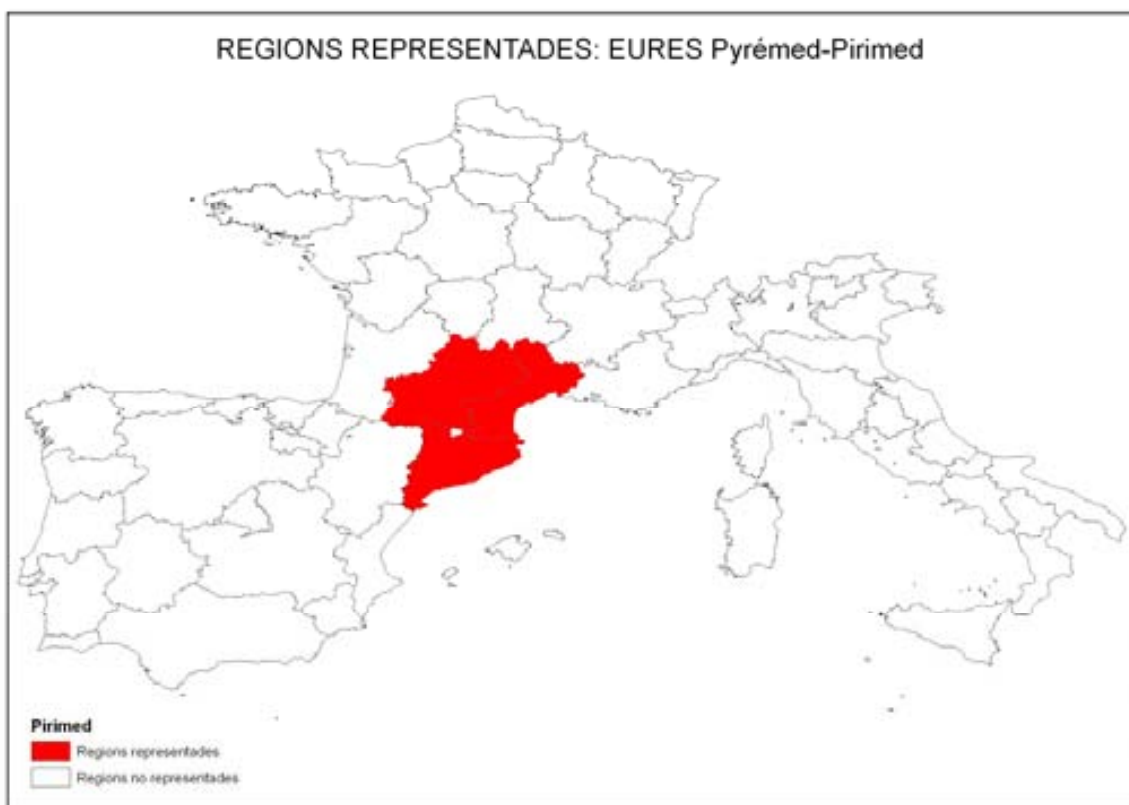 REGIONS REPRESENTADES: EURES Pyrémed-Pirimed
Pirimed
Regions representades
Regions no representades